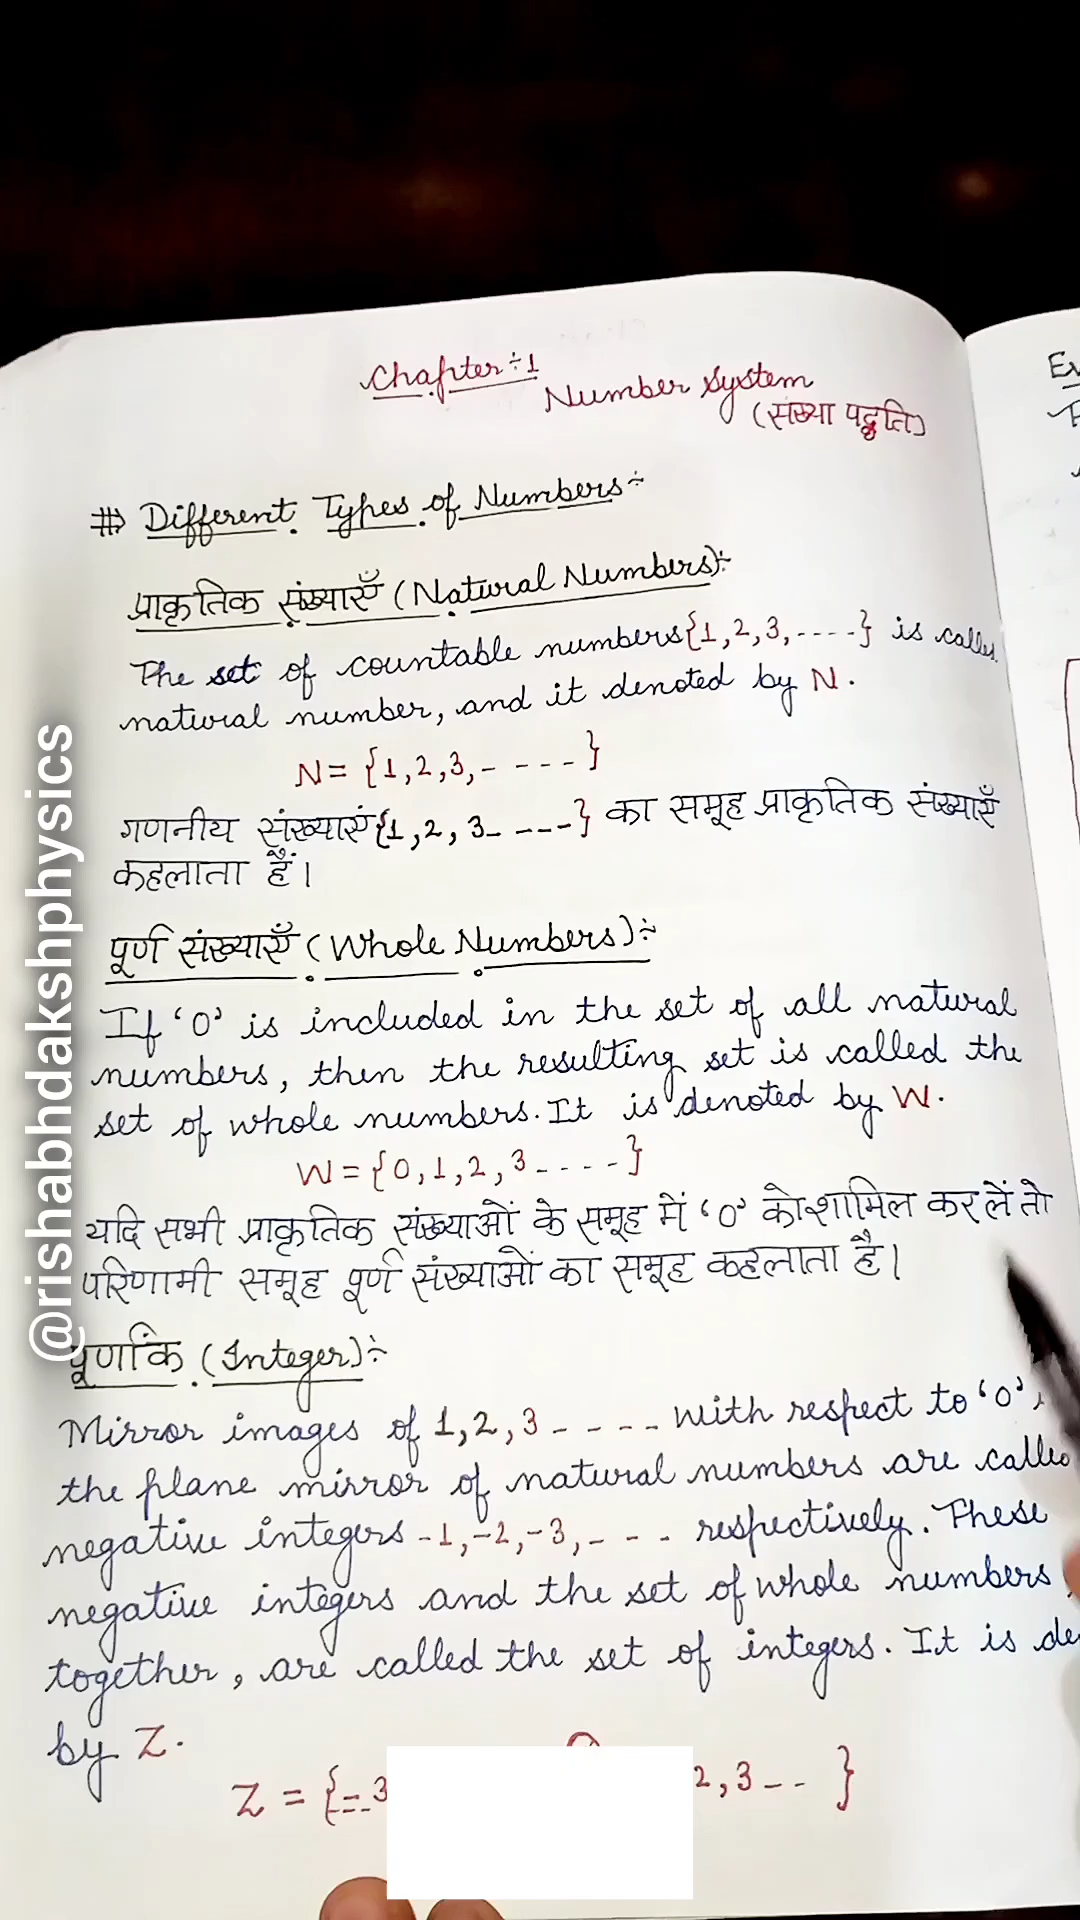 Chapter÷1
Number System
(संख्या पद्धति)
Different Types of Numbers÷
प्राकृतिक संख्याएँ (Natural Numbers)÷
The set of countable numbers{1,2,3,----} is
natural number, and it denoted by N.
N= {1,2,3,----}
गणनीय संख्याएं{1,2,3----} का समूह प्राकृतिक संख्याएँ
कहलाता हैं।
पूर्ण संख्याएँ (Whole Numbers)÷
If '0' is included in the set of all natural
numbers, then the resulting set is called the
set of whole numbers. It is denoted by W.
W={0,1,2,3----}
यदि सभी प्राकृतिक संख्याओं के समूह में '0' को शामिल कर लें तो
परिणामी समूह पूर्ण संख्याओं का समूह कहलाता है।
(Integer)÷
Mirror images of 1,2,3---- with respect to '0'
the plane mirror of natural numbers are
negative integers -1,-2,-3,--- respectively. These
negative integers and the set of whole numbers
together, are called the set of integers. It is
by Z.
Z = {--3 2,3-- }
@rishabhdakshphysics